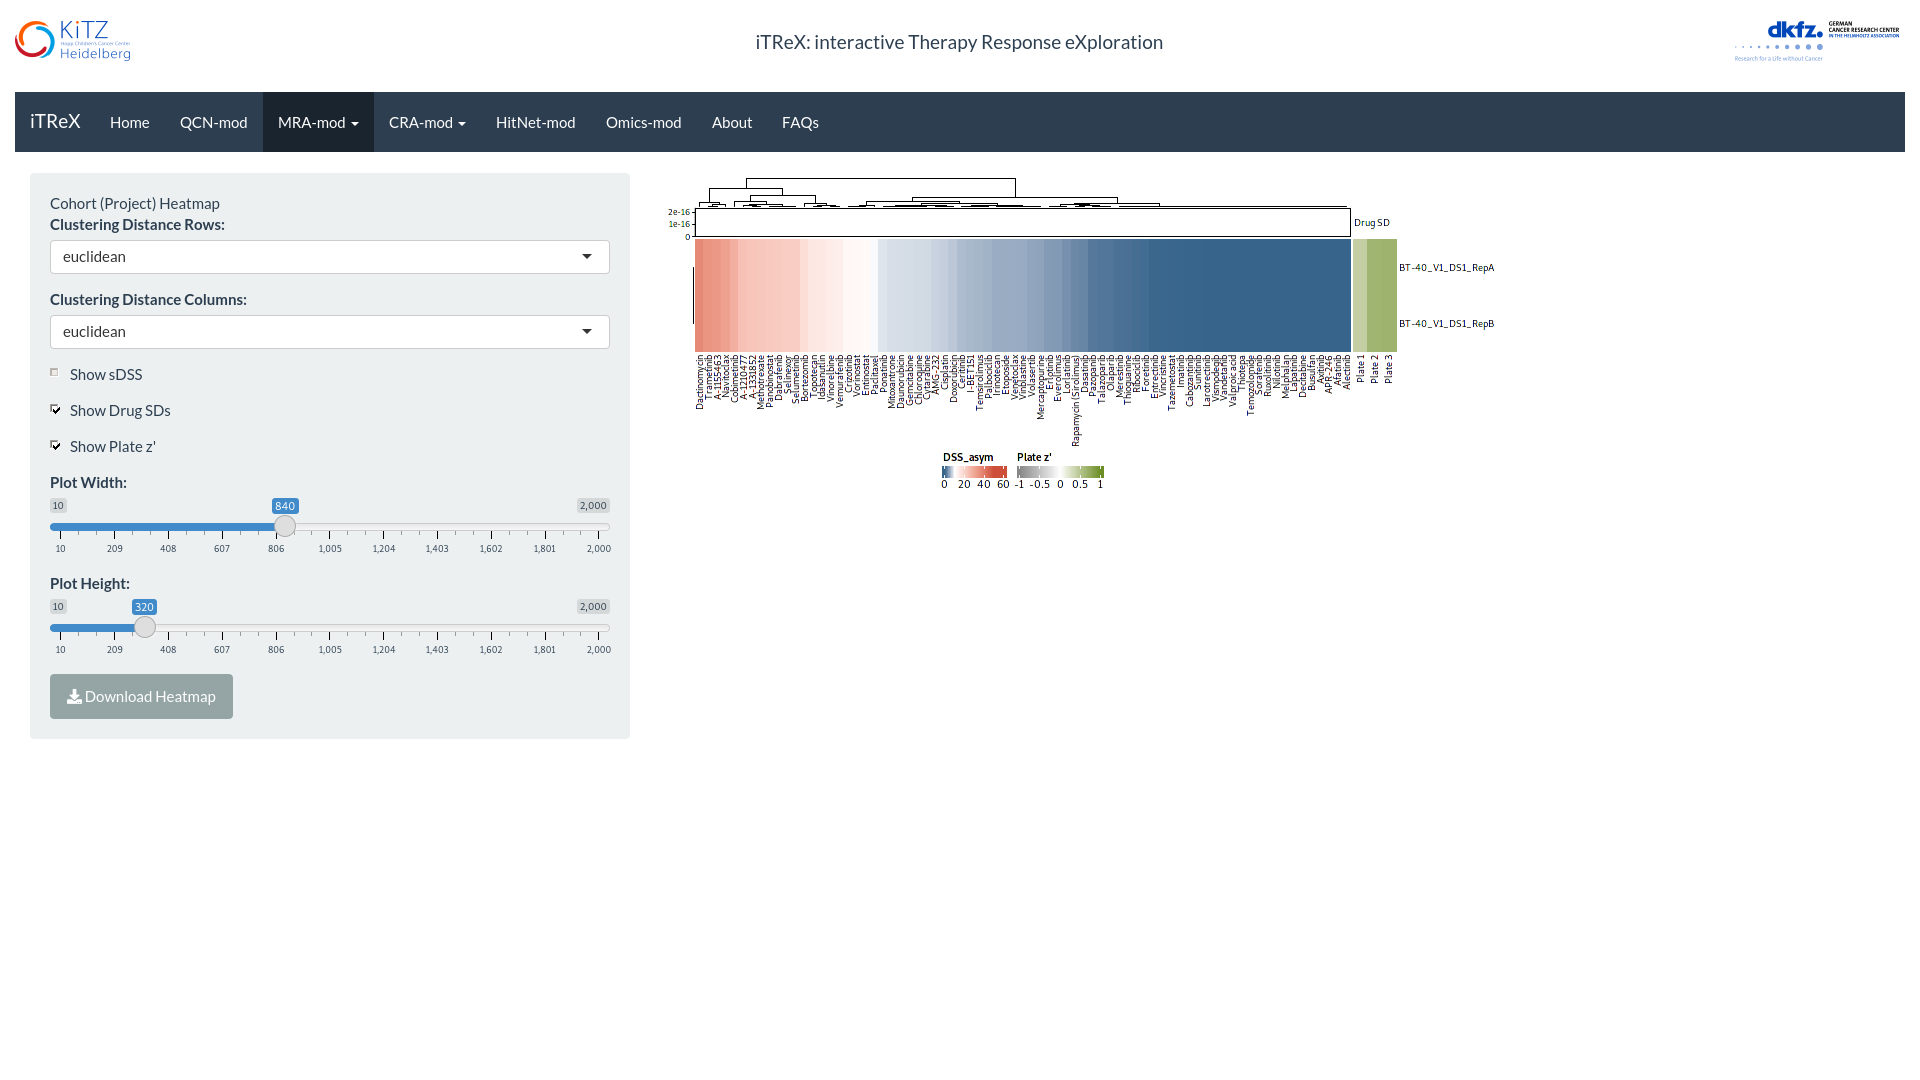 KiTZ
Hopp Children's Cancer Center
Heidelberg
iTReX: interactive Therapy Response eXploration
dkfz.
GERMAN
CANCER RESEARCH CENTER
IN THE HELMHOLTZ ASSOCIATION
Research for a Life without Cancer
iTReX Home QCN-mod MRA-mod CRA-mod HitNet-mod Omics-mod About FAQs
Cohort (Project) Heatmap
Clustering Distance Rows:
euclidean
Clustering Distance Columns:
euclidean
Show sDSS
Show Drug SDs
Show Plate z'
Plot Width:
10 840 2,000
10 209 408 607 806 1,005 1,204 1,403 1,602 1,801 2,000
Plot Height:
10 320 2,000
10 209 408 607 806 1,005 1,204 1,403 1,602 1,801 2,000
Download Heatmap
2e-16
1e-16
0
Drug SD
BT-40_V1_DS1_RepA
BT-40_V1_DS1_RepB
Dactinomycin
Trametinib
A-1155463
Navitoclax
Cobimetinib
A-1210477
A-1331852
Methotrexate
Panobinostat
Dabrafenib
Selinexor
Selumetinib
Bortezomib
Topotecan
Idasanutlin
Vinorelbine
Vemurafenib
Crizotinib
Vorinostat
Entinostat
Paclitaxel
Ponatinib
Mitoxantrone
Daunorubicin
Gemcitabine
Chloroquine
Cytarabine
AMG-232
Cisplatin
Doxorubicin
Ceritinib
I-BET151
Temsirolimus
Palbociclib
Irinotecan
Etoposide
Venetoclax
Vinblastine
Volasertib
Mercaptopurine
Erlotinib
Everolimus
Lorlatinib
Rapamycin (Sirolimus)
Dasatinib
Pazopanib
Talazoparib
Olaparib
Merestinib
Thioguanine
Ribociclib
Foretinib
Entrectinib
Vincristine
Tazemetostat
Imatinib
Cabozantinib
Sunitinib
Larotrectinib
Vismodegib
Vandetanib
Valproic acid
Thiotepa
Temozolomide
Sorafenib
Ruxolitinib
Nilotinib
Melphalan
Lapatinib
Decitabine
Busulfan
Axitinib
APR-246
Afatinib
Alectinib
Plate 1
Plate 2
Plate 3
DSS_asym
0 20 40 60
Plate z'
-1 -0.5 0 0.5 1